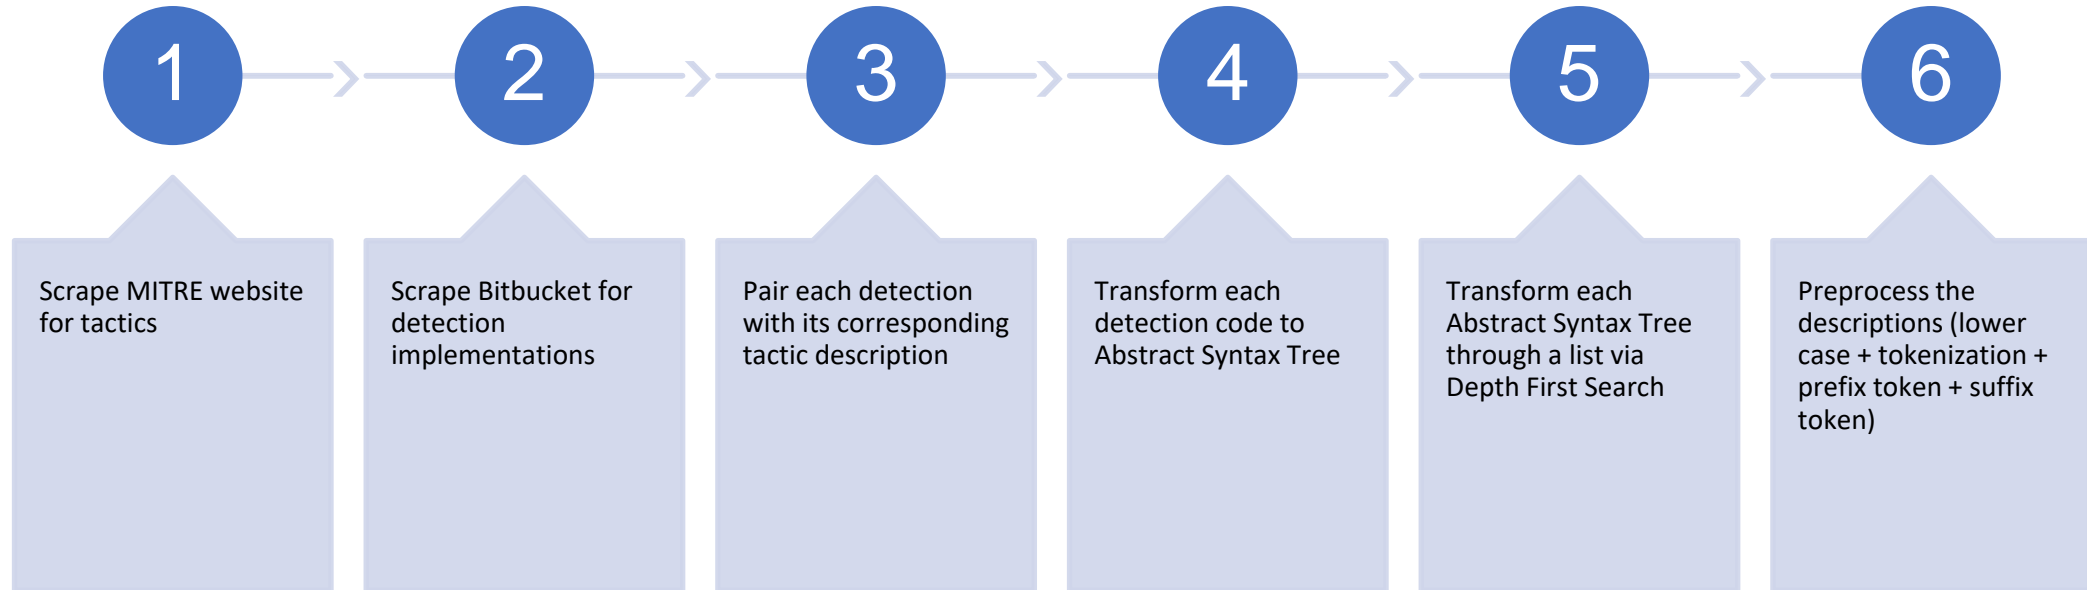 1
2
3
4
5
6
Scrape MITRE website
for tactics
Scrape Bitbucket for
detection
implementations
Pair each detection
with its corresponding
tactic description
Transform each
detection code to
Abstract Syntax Tree
Transform each
Abstract Syntax Tree
through a list via
Depth First Search
Preprocess the
descriptions (lower
case + tokenization +
prefix token + suffix
token)